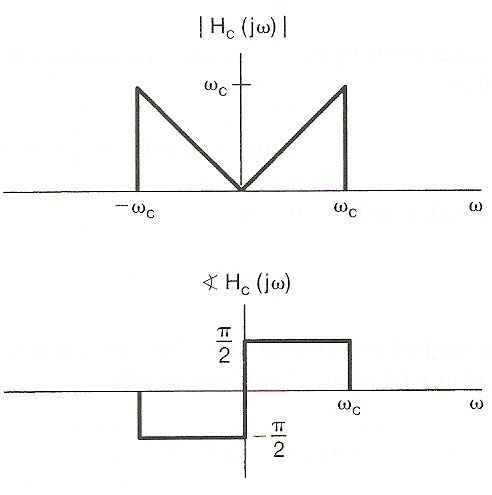 | H_c (jω) |
ω_c
−ω_c ω_c ω
∢ H_c (jω)
π/2
ω_c ω
−π/2